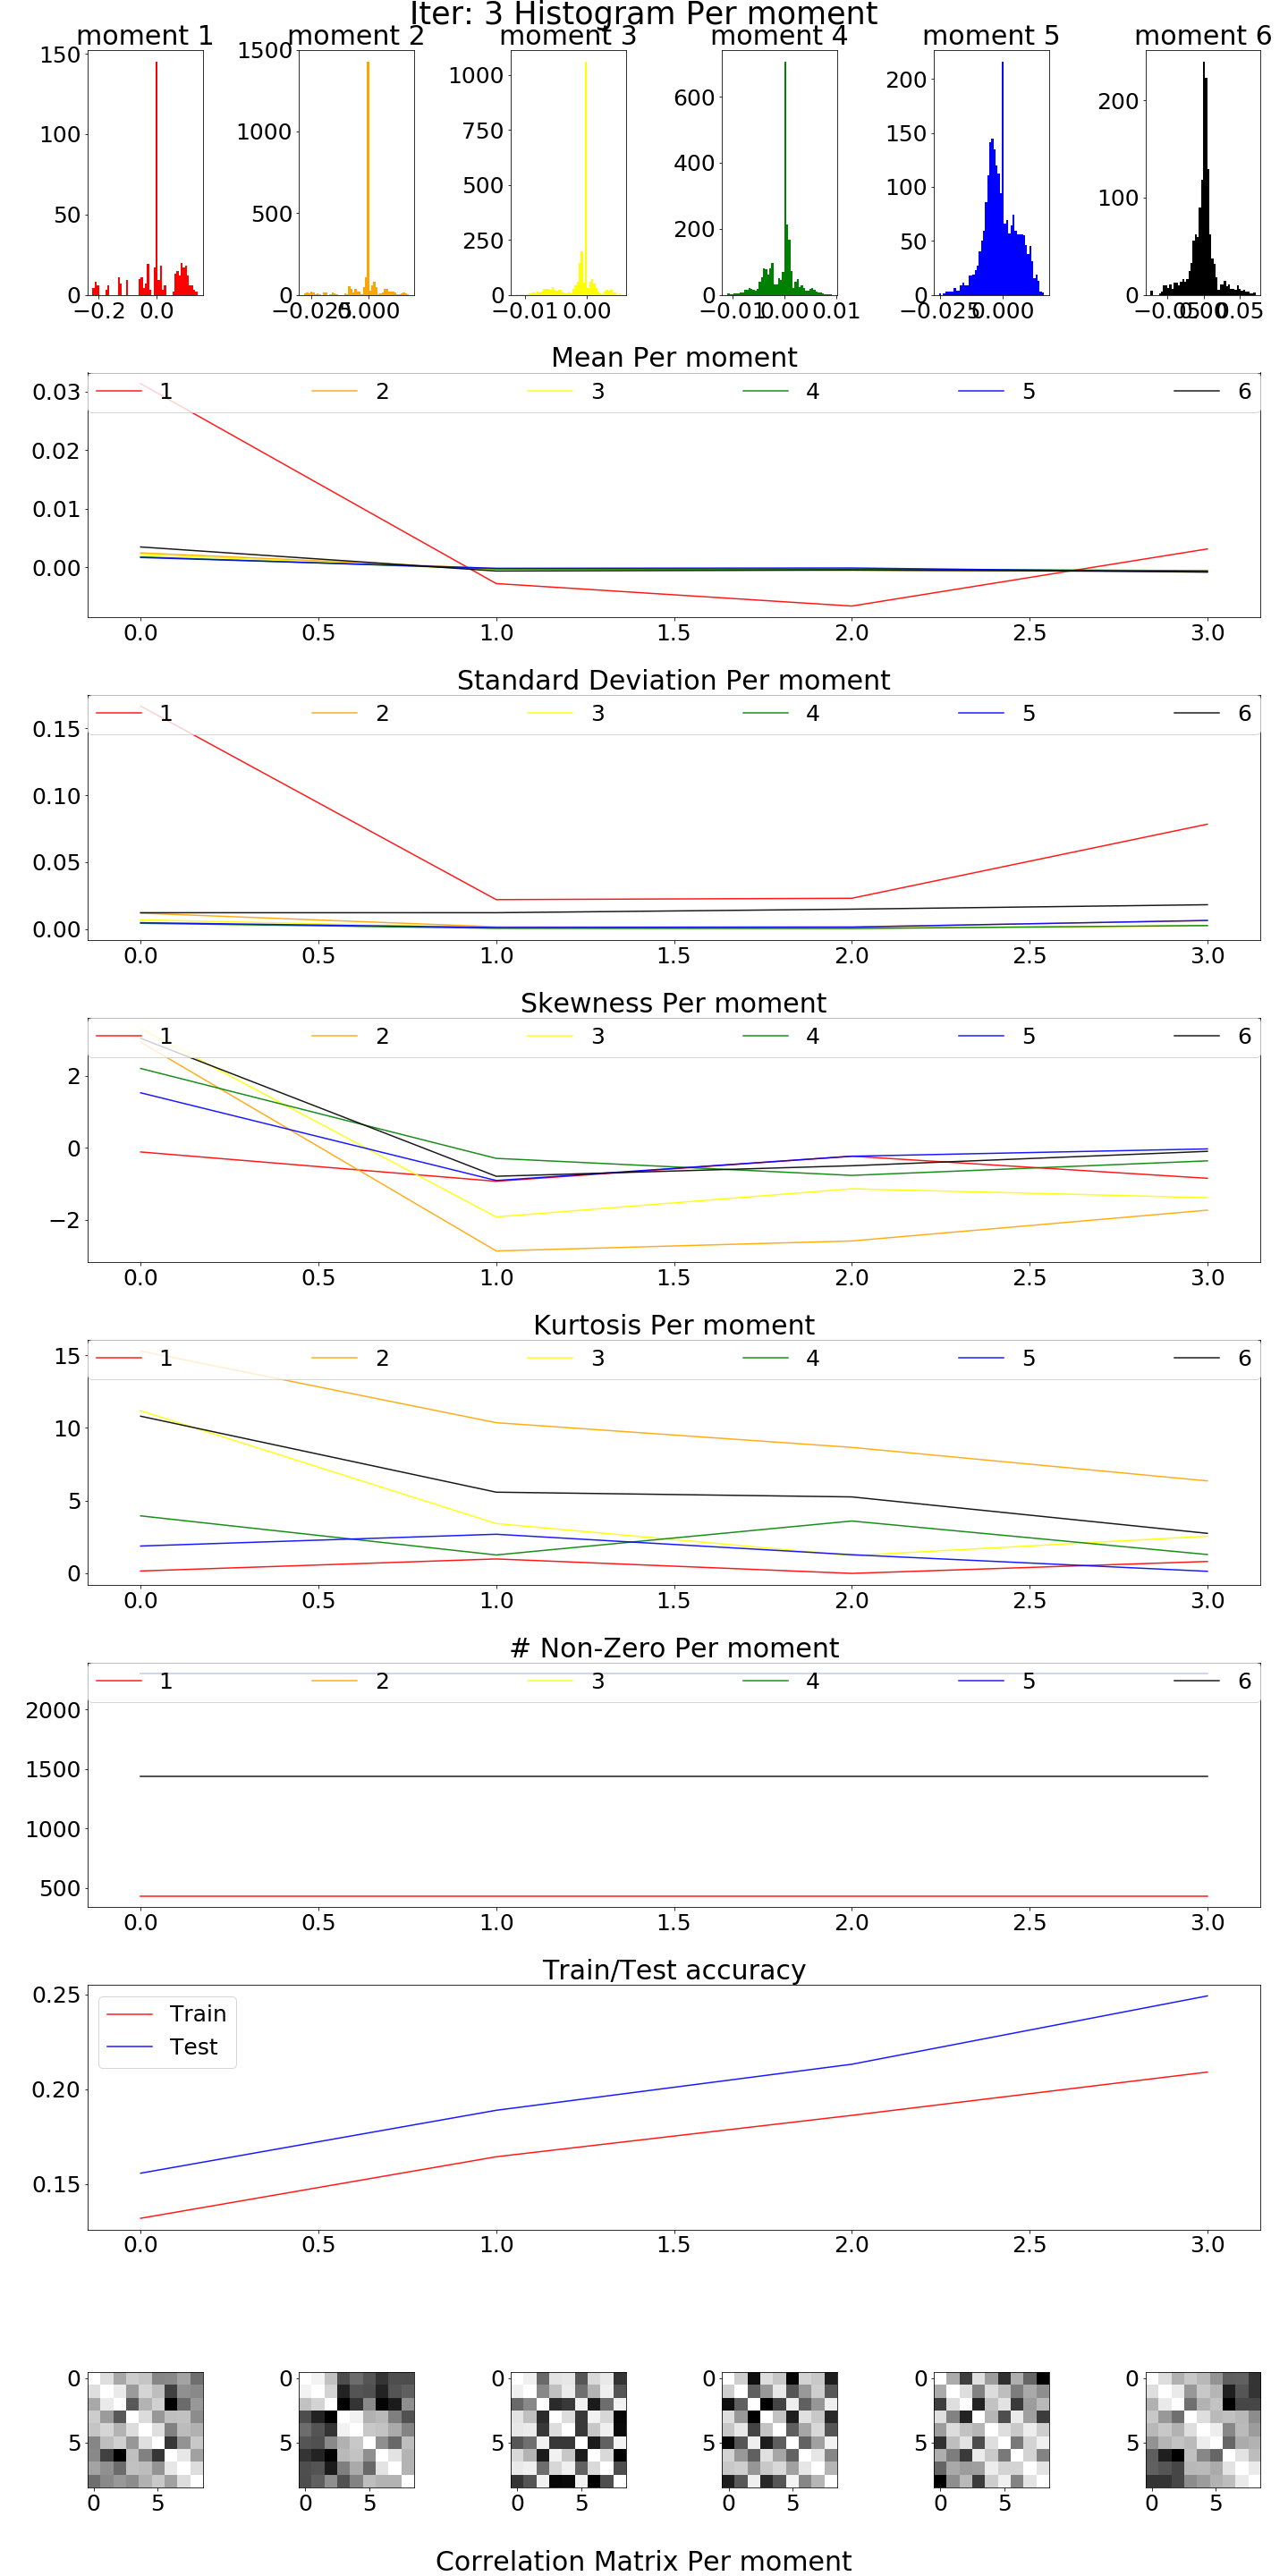 Iter: 3 Histogram Per moment
moment 1 moment 2 moment 3 moment 4 moment 5 moment 6
150 1500 1000 600 200 200
100 1000 750 400 150 100
50 500 500 200 100 0
0 0 250 0 50
0 0
−0.2 0.0 −0.025 0.000 −0.01 0.00 −0.01 0.00 0.01 −0.025 0.000 −0.05 0.00 0.05
Mean Per moment
1 2 3 4 5 6
0.03
0.02
0.01
0.00
0.0 0.5 1.0 1.5 2.0 2.5 3.0
Standard Deviation Per moment
1 2 3 4 5 6
0.15
0.10
0.05
0.00
0.0 0.5 1.0 1.5 2.0 2.5 3.0
Skewness Per moment
1 2 3 4 5 6
2
0
−2
0.0 0.5 1.0 1.5 2.0 2.5 3.0
Kurtosis Per moment
15 1 2 3 4 5 6
10
5
0
0.0 0.5 1.0 1.5 2.0 2.5 3.0
# Non-Zero Per moment
1 2 3 4 5 6
2000
1500
1000
500
0.0 0.5 1.0 1.5 2.0 2.5 3.0
Train/Test accuracy
0.25
Train
Test
0.20
0.15
0.0 0.5 1.0 1.5 2.0 2.5 3.0
0 0 0 0 0 0
5 5 5 5 5 5
0 5 0 5 0 5 0 5 0 5 0 5
Correlation Matrix Per moment